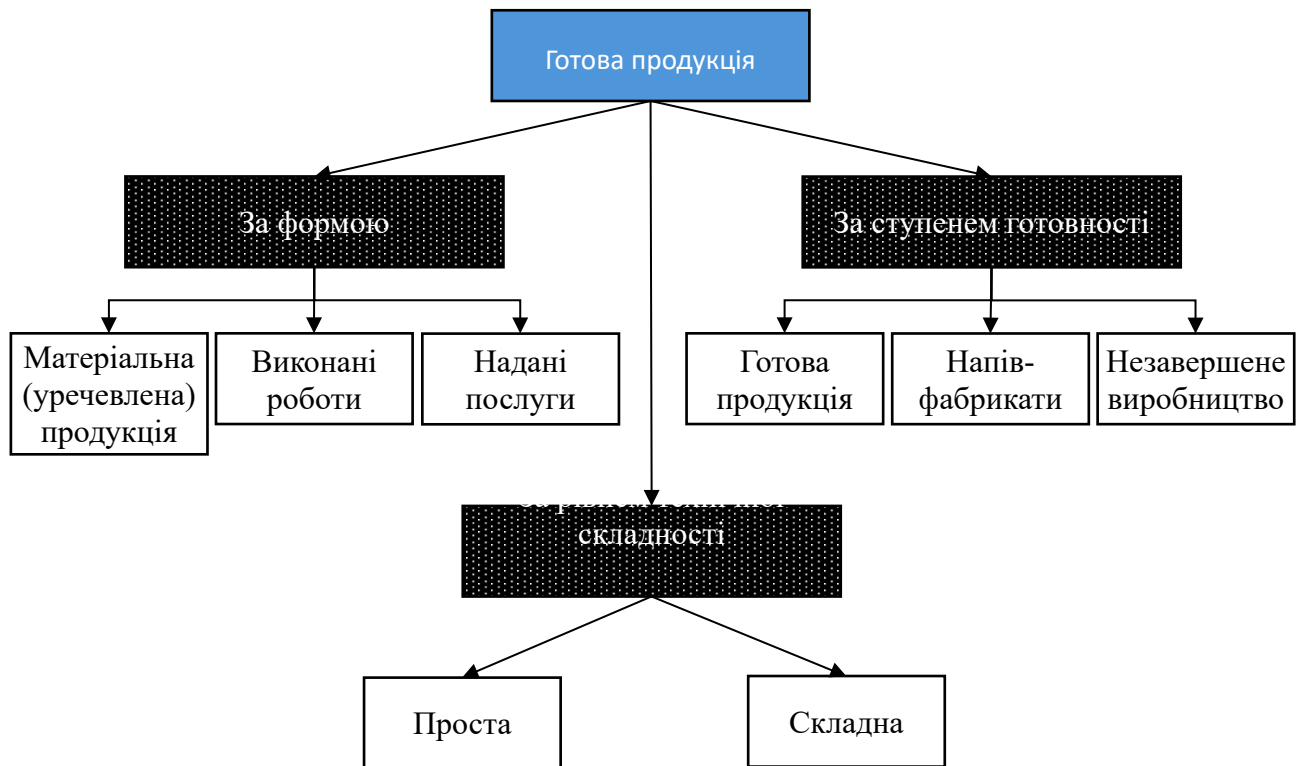 Готова продукція
За формою
За ступенем готовності
Матеріальна
(уречевлена)
продукція
Виконані
роботи
Надані
послуги
Готова
продукція
Напів-
фабрикати
Незавершене
виробництво
складності
Проста
Складна